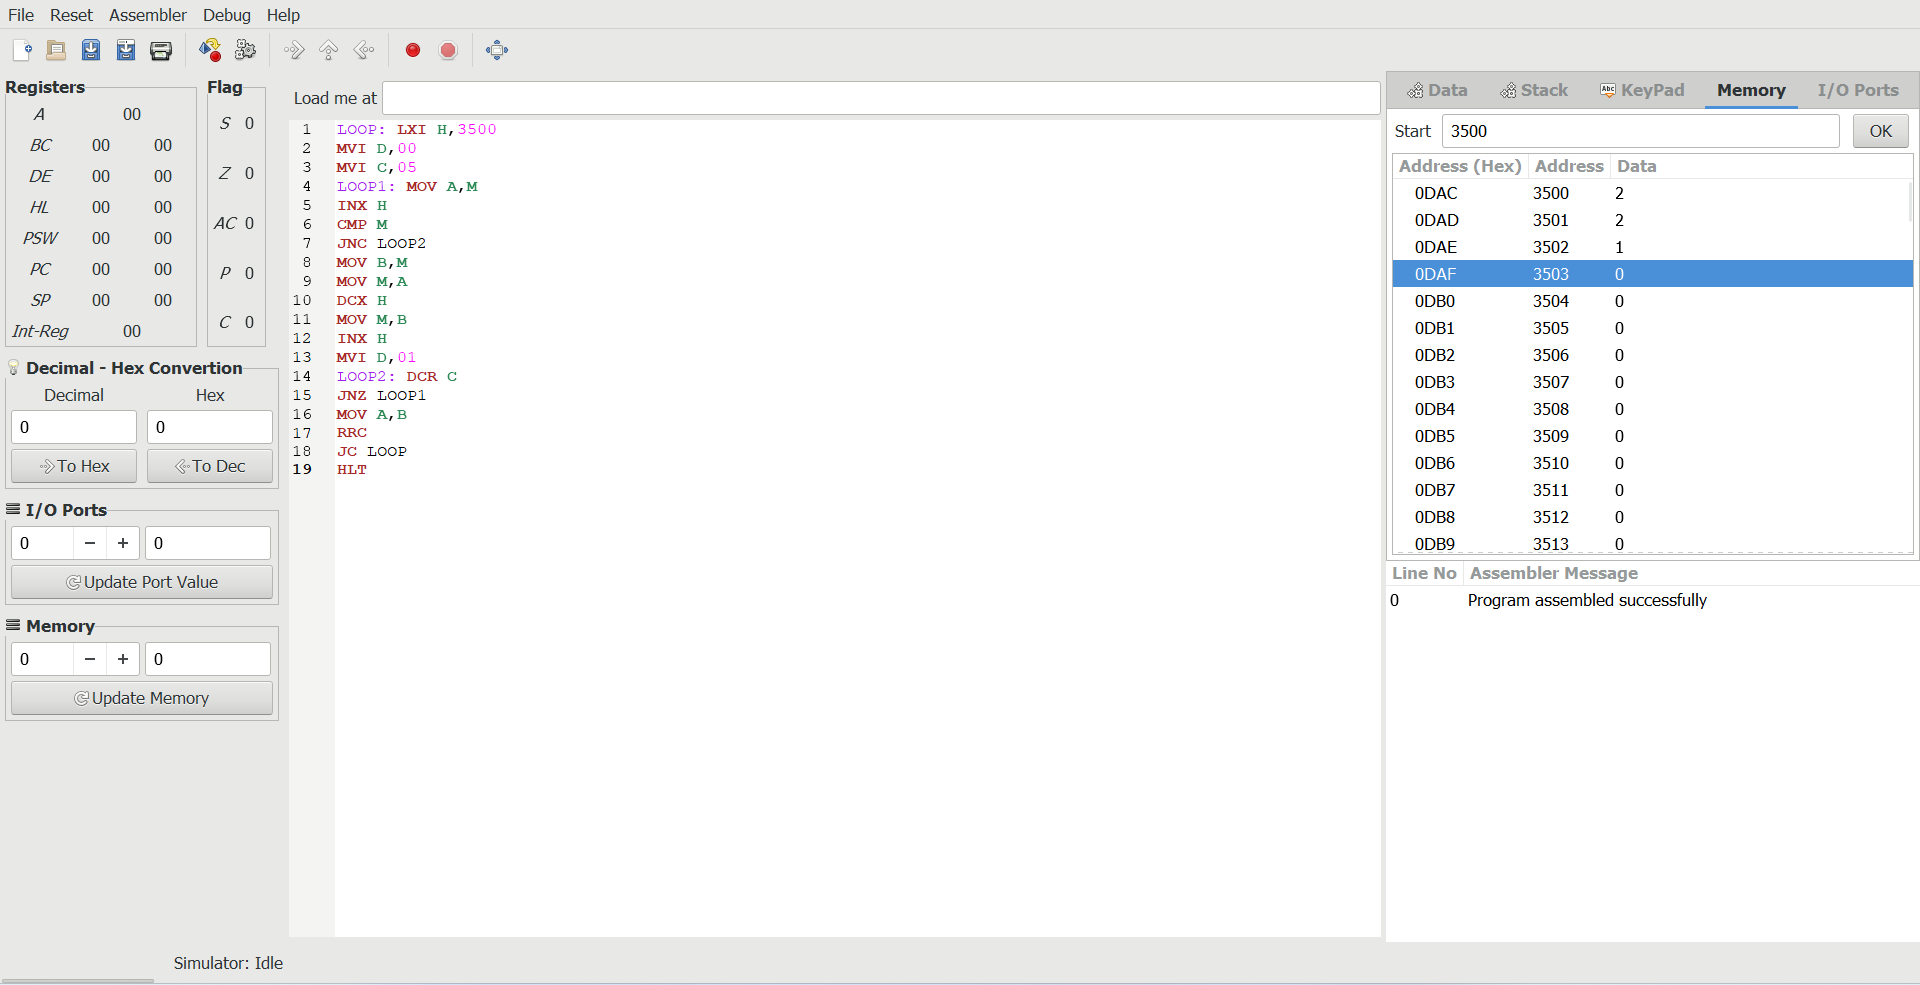 File Reset Assembler Debug Help
Registers
A 00
BC 00 00
DE 00 00
HL 00 00
PSW 00 00
PC 00 00
SP 00 00
Int-Reg 00
Flag
S 0
Z 0
AC 0
P 0
C 0
Decimal - Hex Convertion
Decimal Hex
0 0
To Hex To Dec
I/O Ports
0 − + 0
Update Port Value
Memory
0 − + 0
Update Memory
Load me at
1 LOOP: LXI H,3500
2 MVI D,00
3 MVI C,05
4 LOOP1: MOV A,M
5 INX H
6 CMP M
7 JNC LOOP2
8 MOV B,M
9 MOV M,A
10 DCX H
11 MOV M,B
12 INX H
13 MVI D,01
14 LOOP2: DCR C
15 JNZ LOOP1
16 MOV A,B
17 RRC
18 JC LOOP
19 HLT
Data Stack Abc KeyPad Memory I/O Ports
Start 3500 OK
Address (Hex) Address Data
0DAC 3500 2
0DAD 3501 2
0DAE 3502 1
0DAF 3503 0
0DB0 3504 0
0DB1 3505 0
0DB2 3506 0
0DB3 3507 0
0DB4 3508 0
0DB5 3509 0
0DB6 3510 0
0DB7 3511 0
0DB8 3512 0
0DB9 3513 0
Line No Assembler Message
0 Program assembled successfully
Simulator: Idle